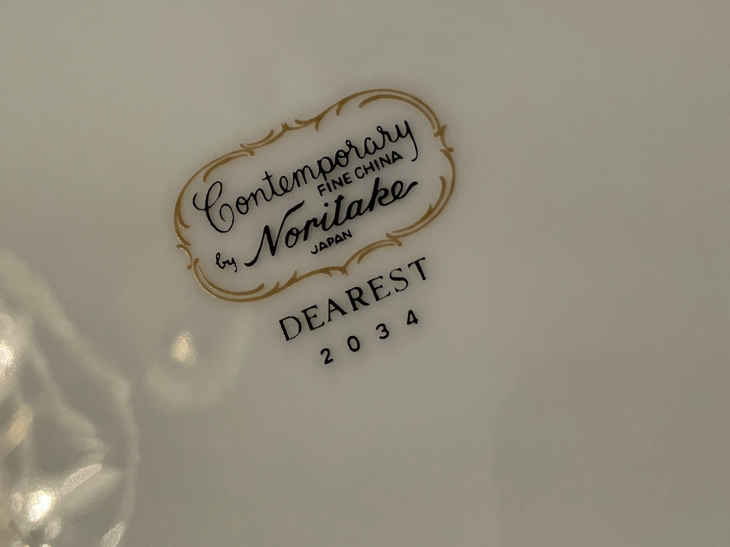 Contemporary
FINE CHINA
by Noritake
JAPAN
DEAREST
2034